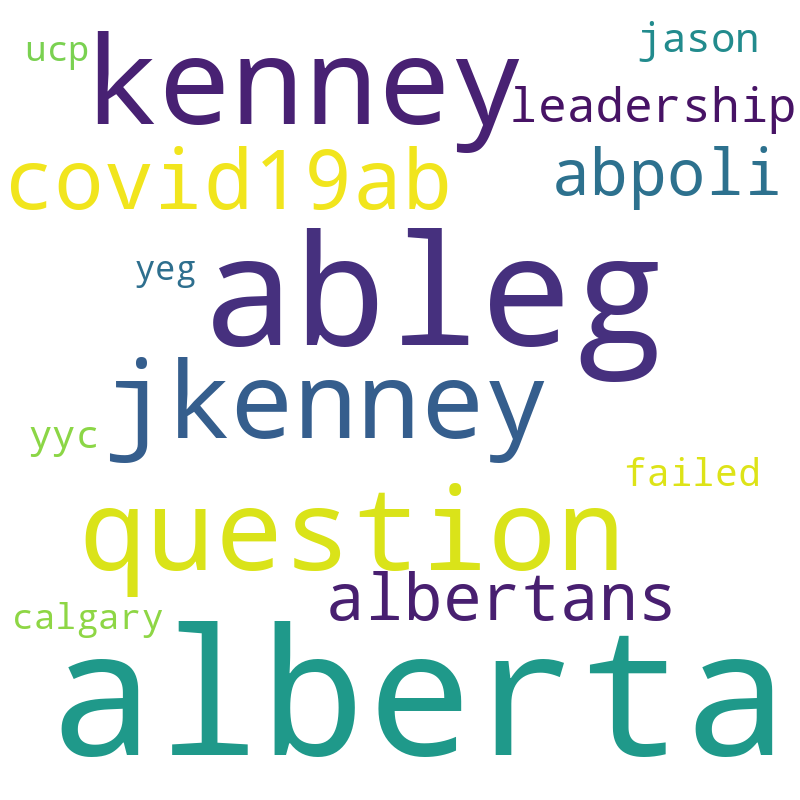 ucp kenney jason
leadership
covid19ab abpoli
yeg ableg
jkenney
yyc
failed
question
albertans
calgary
alberta